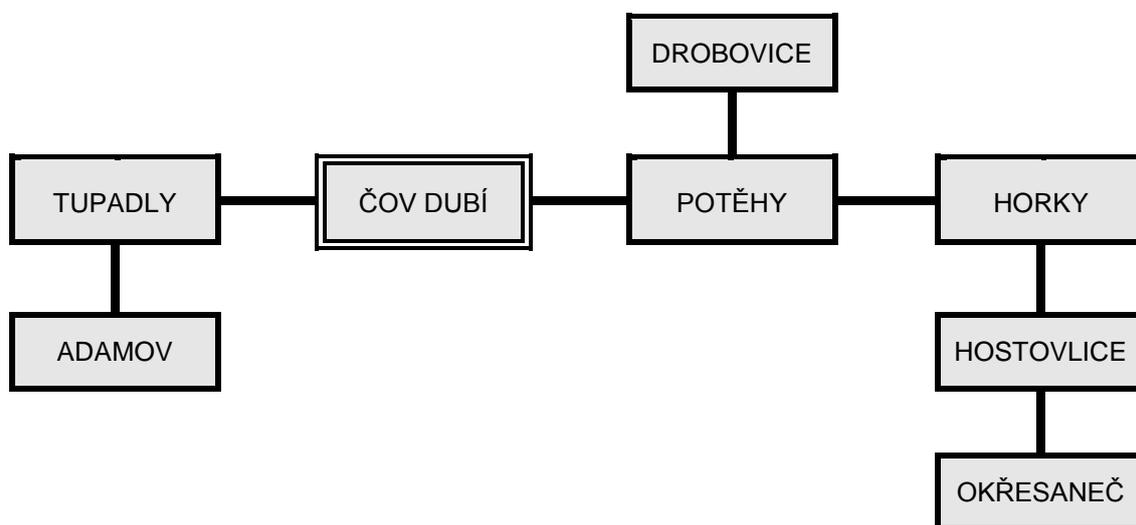 DROBOVICE
TUPADLY
ČOV DUBÍ
POTĚHY
HORKY
ADAMOV
HOSTOVLICE
OKŘESANEČ